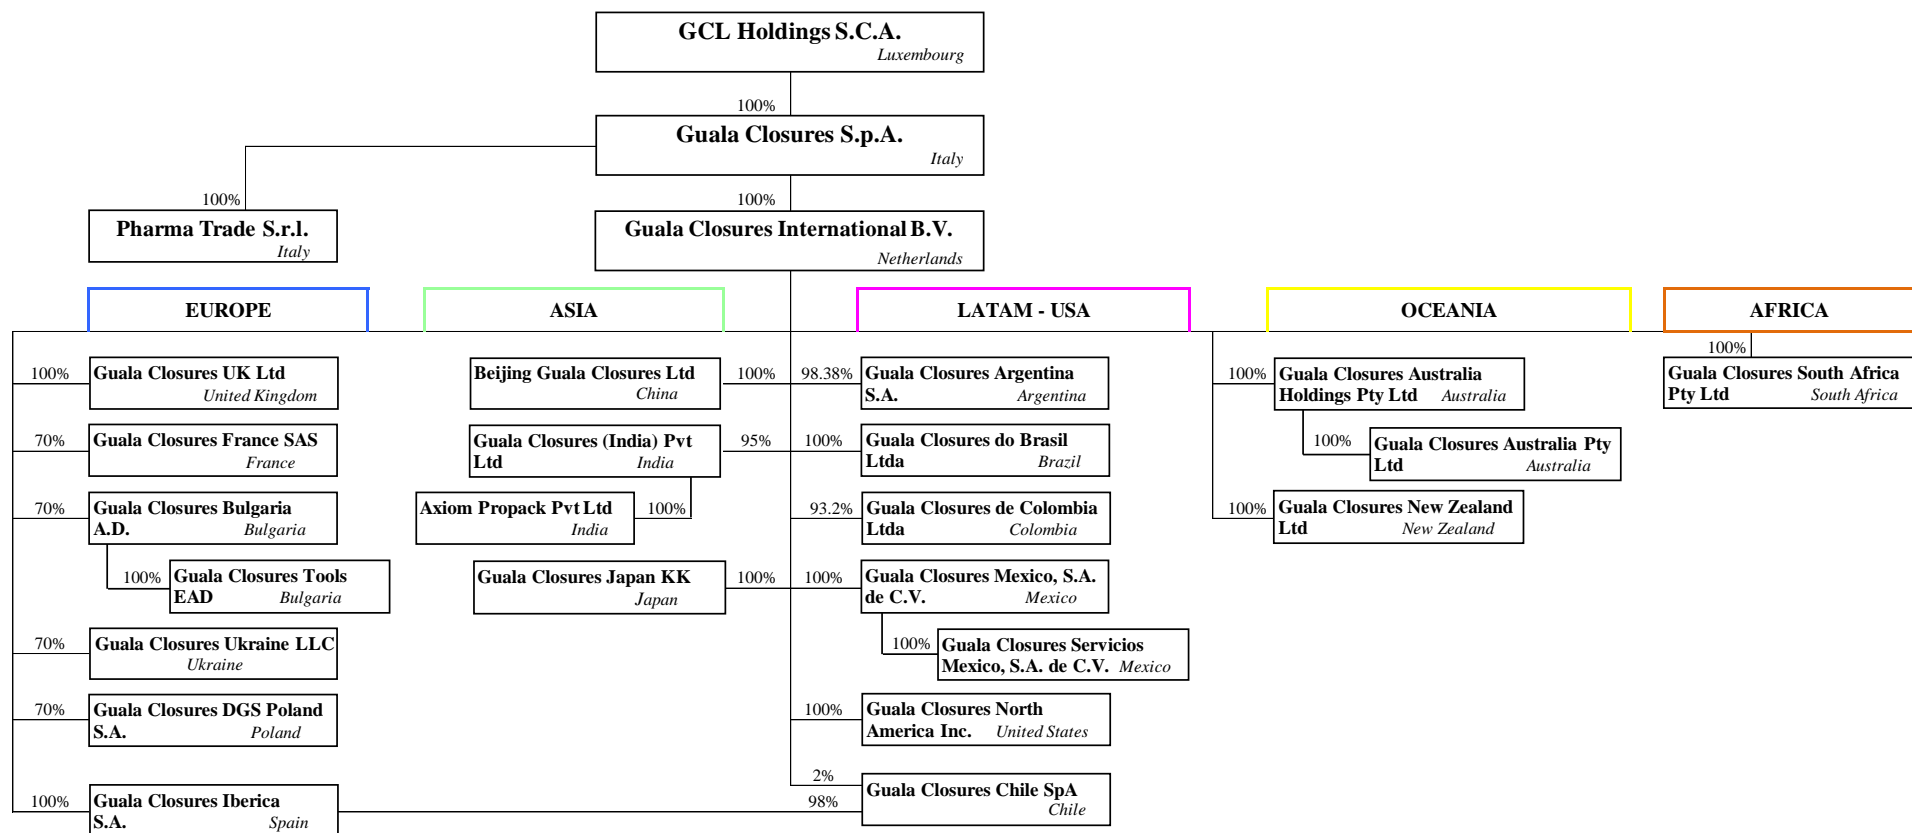 GCL Holdings S.C.A.
Luxembourg
100%
Guala Closures S.p.A.
Italy
100%
100%
Pharma Trade S.r.l.
Italy
Guala Closures International B.V.
Netherlands
EUROPE
ASIA
LATAM - USA
OCEANIA
AFRICA
100%
Guala Closures UK Ltd
United Kingdom
70%
Guala Closures France SAS
France
70%
Guala Closures Bulgaria
A.D. Bulgaria
100%
Guala Closures Tools
EAD Bulgaria
70%
Guala Closures Ukraine LLC
Ukraine
70%
Guala Closures DGS Poland
S.A. Poland
100%
Guala Closures Iberica
S.A. Spain
Beijing Guala Closures Ltd
China
100%
Guala Closures (India) Pvt
Ltd India
95%
Axiom Propack Pvt Ltd
India
100%
Guala Closures Japan KK
Japan
100%
98.38%
Guala Closures Argentina
S.A. Argentina
100%
Guala Closures do Brasil
Ltda Brazil
93.2%
Guala Closures de Colombia
Ltda Colombia
100%
Guala Closures Mexico, S.A.
de C.V. Mexico
100%
Guala Closures Servicios
Mexico, S.A. de C.V. Mexico
100%
Guala Closures North
America Inc. United States
2%
98%
Guala Closures Chile SpA
Chile
100%
Guala Closures Australia
Holdings Pty Ltd Australia
100%
Guala Closures Australia Pty
Ltd Australia
100%
Guala Closures New Zealand
Ltd New Zealand
100%
Guala Closures South Africa
Pty Ltd South Africa